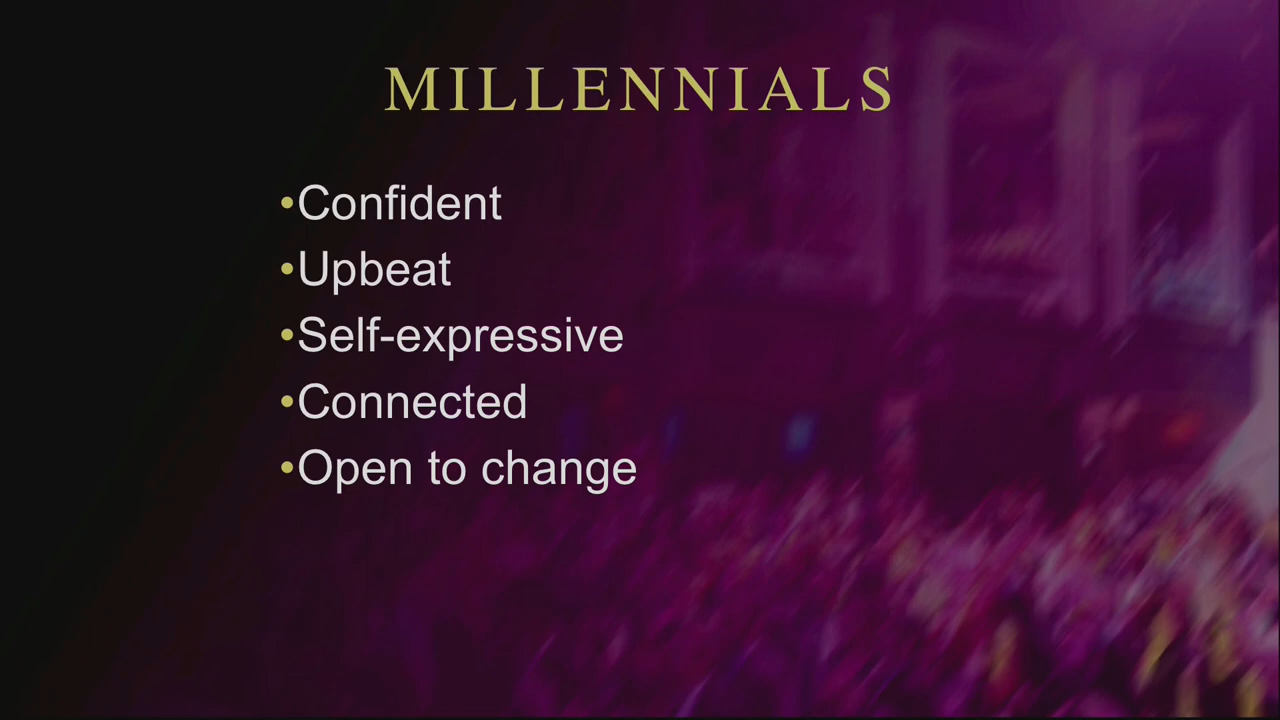 MILLENNIALS
•Confident
•Upbeat
•Self-expressive
•Connected
•Open to change